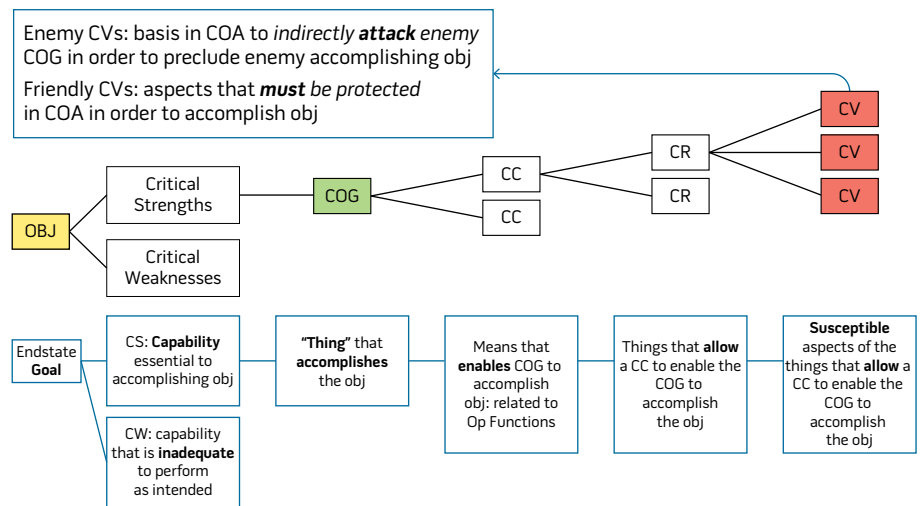 Enemy CVs: basis in COA to indirectly attack enemy
COG in order to preclude enemy accomplishing obj
Friendly CVs: aspects that must be protected
in COA in order to accomplish obj
CV
CV
CV
CR
CR
CC
CC
COG
Critical
Strengths
OBJ
Critical
Weaknesses
Endstate
Goal
CS: Capability
essential to
accomplishing obj
CW: capability
that is inadequate
to perform
as intended
"Thing" that
accomplishes
the obj
Means that
enables COG to
accomplish
obj: related to
Op Functions
Things that allow
a CC to enable the
COG to
accomplish
the obj
Susceptible
aspects of the
things that allow a
CC to enable the
COG to
accomplish
the obj